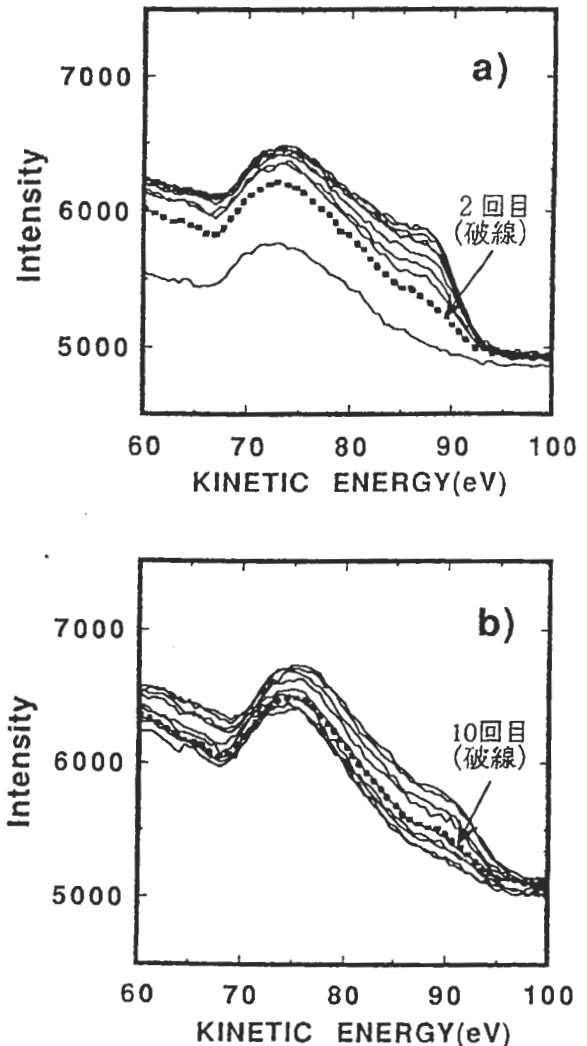 a)
7000
6000
5000
Intensity
2回目
(破線)
60 70 80 90 100
KINETIC ENERGY(eV)
b)
7000
6000
5000
Intensity
10回目
(破線)
60 70 80 90 100
KINETIC ENERGY(eV)